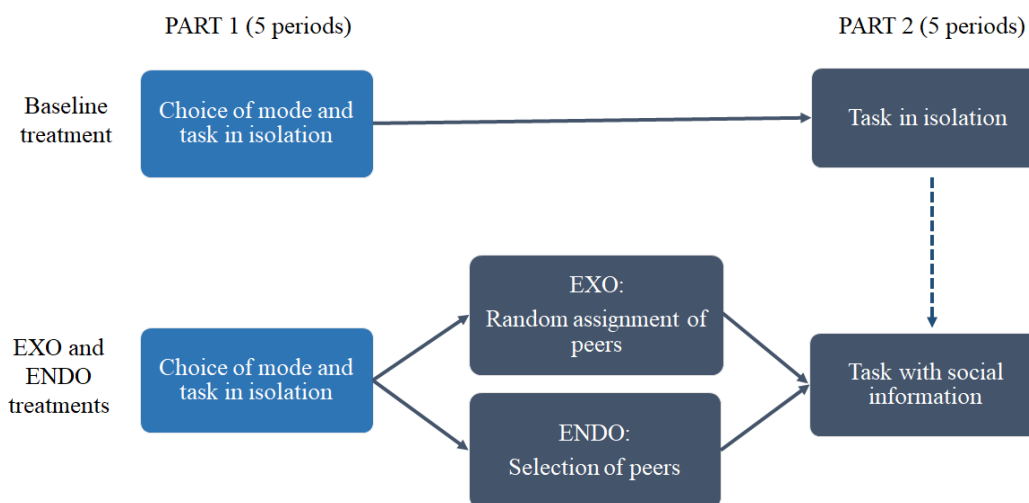 PART 1 (5 periods)
PART 2 (5 periods)
Baseline
treatment
Choice of mode and
task in isolation
Task in isolation
EXO and
ENDO
treatments
Choice of mode and
task in isolation
EXO:
Random assignment of
peers
ENDO:
Selection of peers
Task with social
information